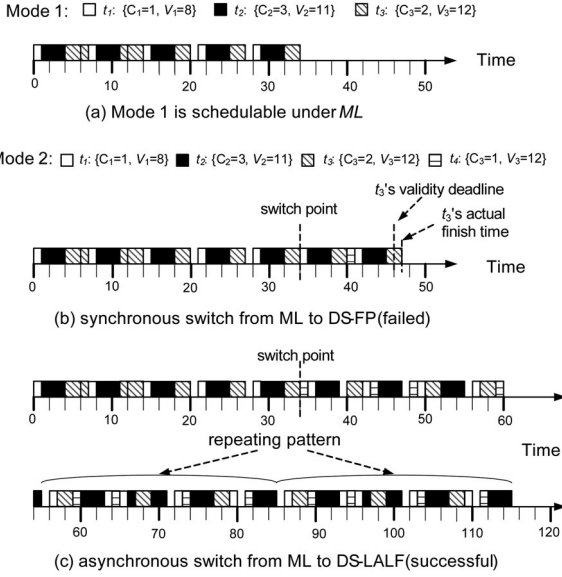 Mode 1: t1: {C1=1, V1=8} t2: {C2=3, V2=11} t3: {C3=2, V3=12}
Time
0 10 20 30 40 50
(a) Mode 1 is schedulable under ML
Mode 2: t1: {C1=1, V1=8} t2: {C2=3, V2=11} t3: {C3=2, V3=12} t4: {C3=1, V3=12}
t3's validity deadline
switch point
t3's actual
finish time
Time
0 10 20 30 40 50
(b) synchronous switch from ML to DS-FP(failed)
switch point
0 10 20 30 40 50 60
repeating pattern
Time
60 70 80 90 100 110 120
(c) asynchronous switch from ML to DS-LALF(successful)